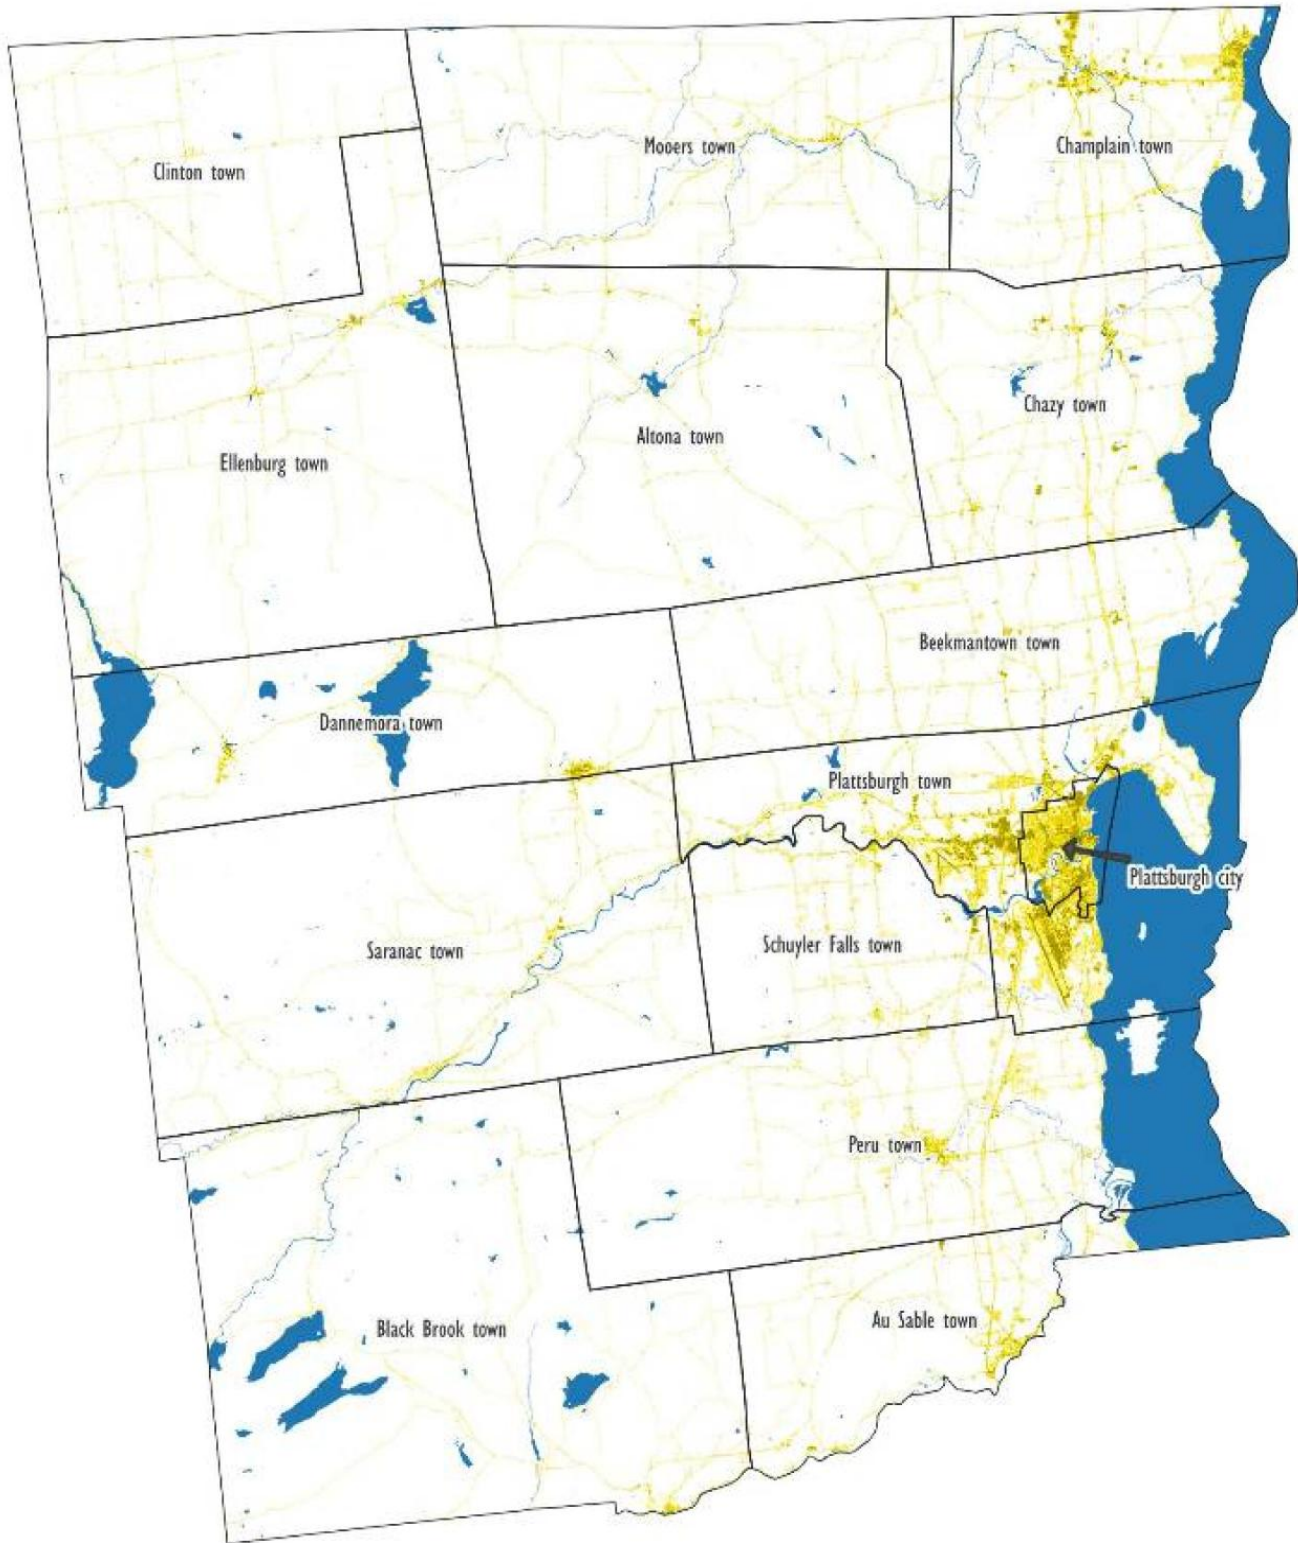 Clinton town
Mooers town
Champlain town
Chazy town
Altona town
Ellenburg town
Beekmantown town
Dannemora town
Plattsburgh town
Plattsburgh city
Saranac town
Schuyler Falls town
Peru town
Black Brook town
Au Sable town